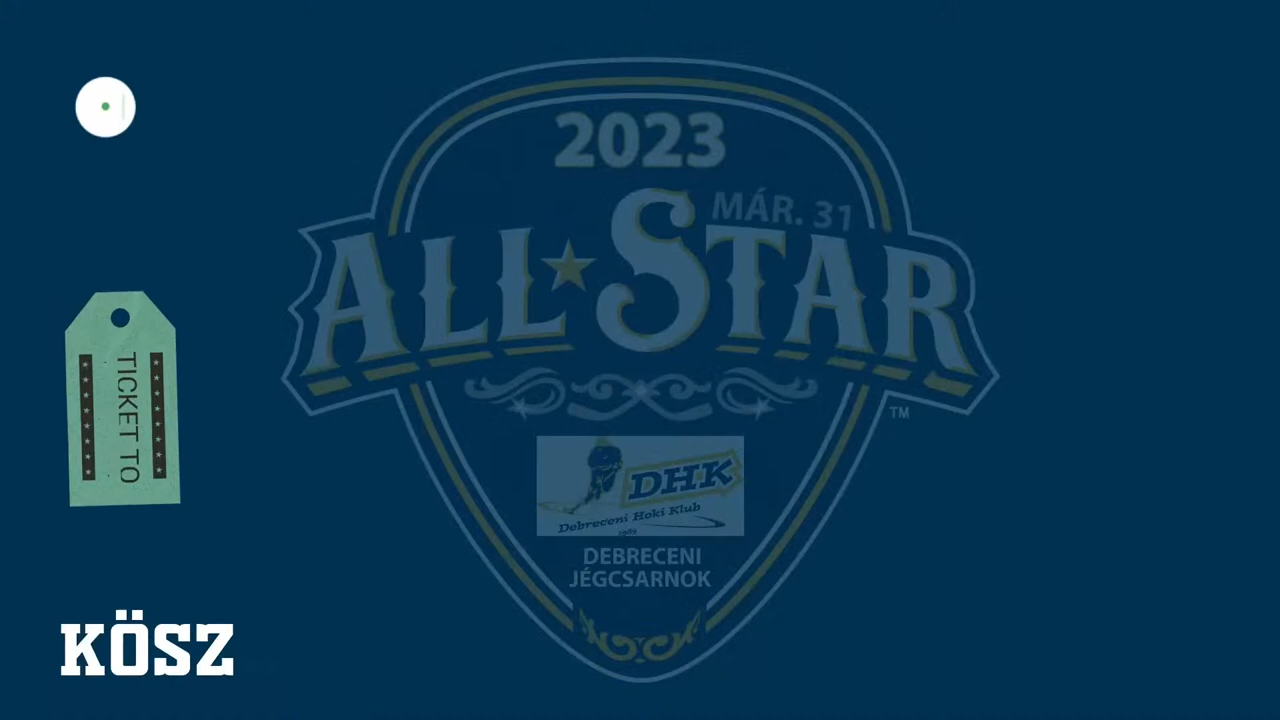 2023
MÁR. 31
ALL STAR
TM
DHK
Debreceni Hoki Klub
DEBRECENI
JÉGCSARNOK
TICKET TO
KÖSZ